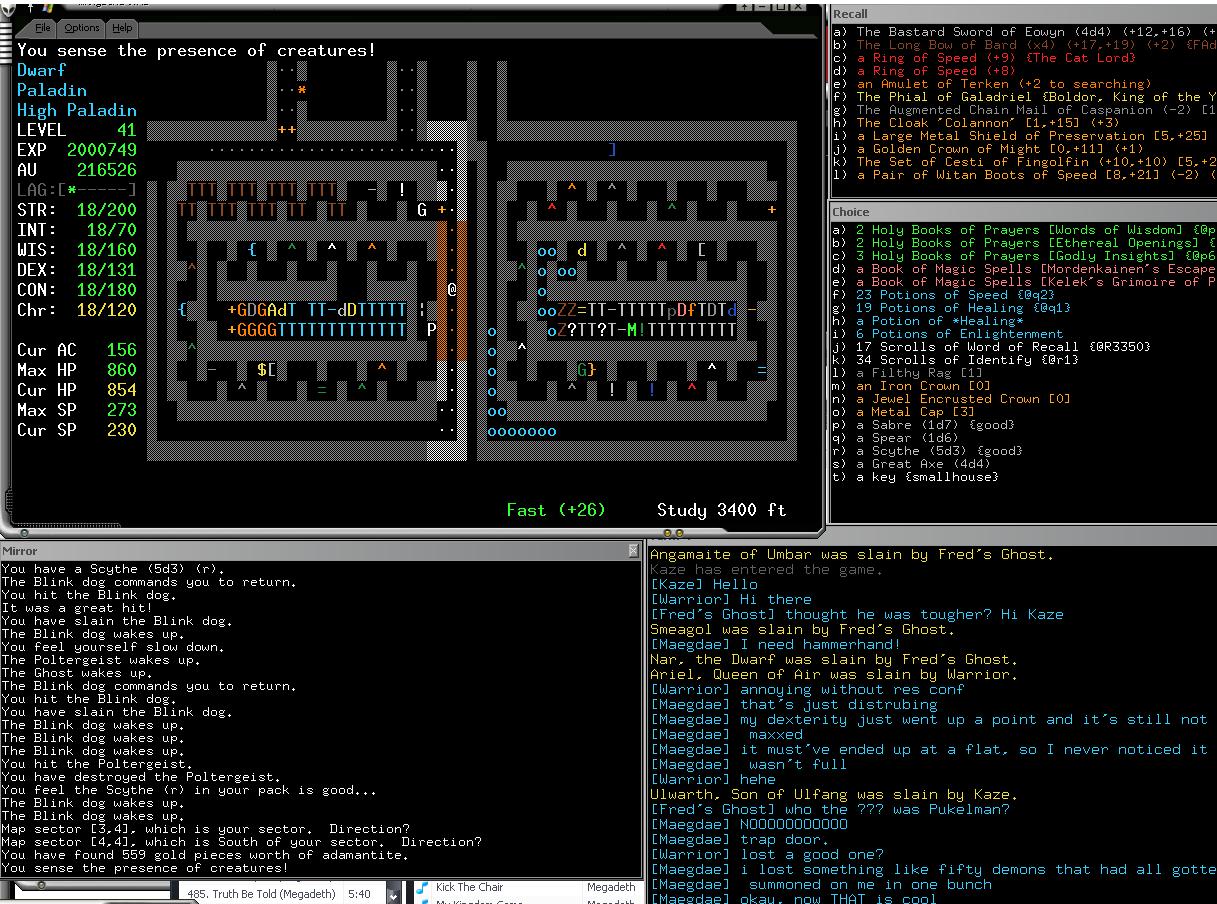 File Options Help
You sense the presence of creatures!
Dwarf
Paladin
High Paladin
LEVEL 41
EXP 2000749
AU 216526
LAG:[*-----]
STR: 18/200
INT: 18/70
WIS: 18/160
DEX: 18/131
CON: 18/180
Chr: 18/120
Cur AC 156
Max HP 860
Cur HP 854
Max SP 273
Cur SP 230
Fast (+26) Study 3400 ft
Recall
a) The Bastard Sword of Eowyn (4d4) (+12,+16) (+
b) The Long Bow of Bard (x4) (+17,+19) (+2) {FAd
c) a Ring of Speed (+9) {The Cat Lord}
d) a Ring of Speed (+8)
e) an Amulet of Terken (+2 to searching)
f) The Phial of Galadriel {Boldor, King of the Y
g) The Augmented Chain Mail of Caspanion (-2) [1
h) The Cloak 'Colannon' [1,+15] (+3)
i) a Large Metal Shield of Preservation [5,+25]
j) a Golden Crown of Might [0,+11] (+1)
k) The Set of Cesti of Fingolfin (+10,+10) [5,+2
l) a Pair of Witan Boots of Speed [8,+21] (-2) (
Choice
a) 2 Holy Books of Prayers [Words of Wisdom] {@p
b) 2 Holy Books of Prayers [Ethereal Openings] {
c) 3 Holy Books of Prayers [Godly Insights] {@p6
d) a Book of Magic Spells [Mordenkainen's Escape
e) a Book of Magic Spells [Kelek's Grimoire of P
f) 23 Potions of Speed {@q2}
g) 19 Potions of Healing {@q1}
h) a Potion of *Healing*
i) 6 Potions of Enlightenment
j) 17 Scrolls of Word of Recall {@R3350}
k) 34 Scrolls of Identify {@r1}
l) a Filthy Rag [1]
m) an Iron Crown [0]
n) a Jewel Encrusted Crown [0]
o) a Metal Cap [3]
p) a Sabre (1d7) {good}
q) a Spear (1d6)
r) a Scythe (5d3) {good}
s) a Great Axe (4d4)
t) a key {smallhouse}
Mirror
You have a Scythe (5d3) (r).
The Blink dog commands you to return.
You hit the Blink dog.
It was a great hit!
You have slain the Blink dog.
The Blink dog wakes up.
You feel yourself slow down.
The Poltergeist wakes up.
The Ghost wakes up.
The Blink dog commands you to return.
You hit the Blink dog.
You have slain the Blink dog.
The Blink dog wakes up.
The Blink dog wakes up.
The Blink dog wakes up.
You hit the Poltergeist.
You have destroyed the Poltergeist.
You feel the Scythe (r) in your pack is good...
The Blink dog wakes up.
The Blink dog wakes up.
Map sector [3,4], which is your sector. Direction?
Map sector [4,4], which is South of your sector. Direction?
You have found 559 gold pieces worth of adamantite.
You sense the presence of creatures!
Angamaite of Umbar was slain by Fred's Ghost.
Kaze has entered the game.
[Kaze] Hello
[Warrior] Hi there
[Fred's Ghost] thought he was tougher? Hi Kaze
Smeagol was slain by Fred's Ghost.
[Maegdae] I need hammerhand!
Nar, the Dwarf was slain by Fred's Ghost.
Ariel, Queen of Air was slain by Warrior.
[Warrior] annoying without res conf
[Maegdae] that's just distrubing
[Maegdae] my dexterity just went up a point and it's still not
[Maegdae] maxxed
[Maegdae] it must've ended up at a flat, so I never noticed it
[Maegdae] wasn't full
[Warrior] hehe
Ulwarth, Son of Ulfang was slain by Kaze.
[Fred's Ghost] who the ??? was Pukelman?
[Maegdae] NOOOOOOOOOO
[Maegdae] trap door.
[Warrior] lost a good one?
[Maegdae] i lost something like fifty demons that had all gotte
[Maegdae] summoned on me in one bunch
[Maegdae] okay, now THAT is cool
485. Truth Be Told (Megadeth) 5:40
Kick The Chair Megadeth